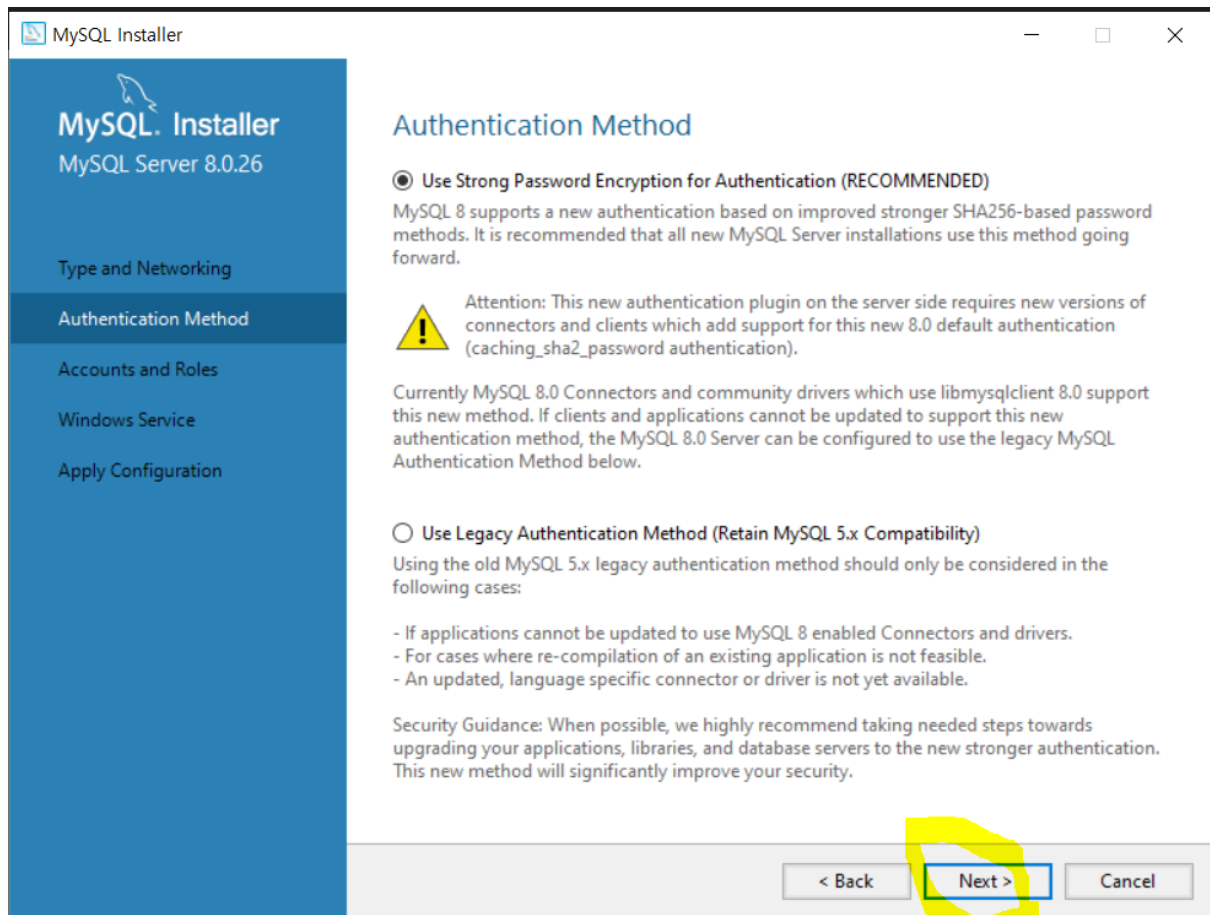 MySQL Installer
MySQL. Installer
MySQL Server 8.0.26
Type and Networking
Authentication Method
Accounts and Roles
Windows Service
Apply Configuration
Authentication Method
Use Strong Password Encryption for Authentication (RECOMMENDED)
MySQL 8 supports a new authentication based on improved stronger SHA256-based password
methods. It is recommended that all new MySQL Server installations use this method going
forward.
Attention: This new authentication plugin on the server side requires new versions of
connectors and clients which add support for this new 8.0 default authentication
(caching_sha2_password authentication).
Currently MySQL 8.0 Connectors and community drivers which use libmysqlclient 8.0 support
this new method. If clients and applications cannot be updated to support this new
authentication method, the MySQL 8.0 Server can be configured to use the legacy MySQL
Authentication Method below.
Use Legacy Authentication Method (Retain MySQL 5.x Compatibility)
Using the old MySQL 5.x legacy authentication method should only be considered in the
following cases:
- If applications cannot be updated to use MySQL 8 enabled Connectors and drivers.
- For cases where re-compilation of an existing application is not feasible.
- An updated, language specific connector or driver is not yet available.
Security Guidance: When possible, we highly recommend taking needed steps towards
upgrading your applications, libraries, and database servers to the new stronger authentication.
This new method will significantly improve your security.
< Back
Next >
Cancel